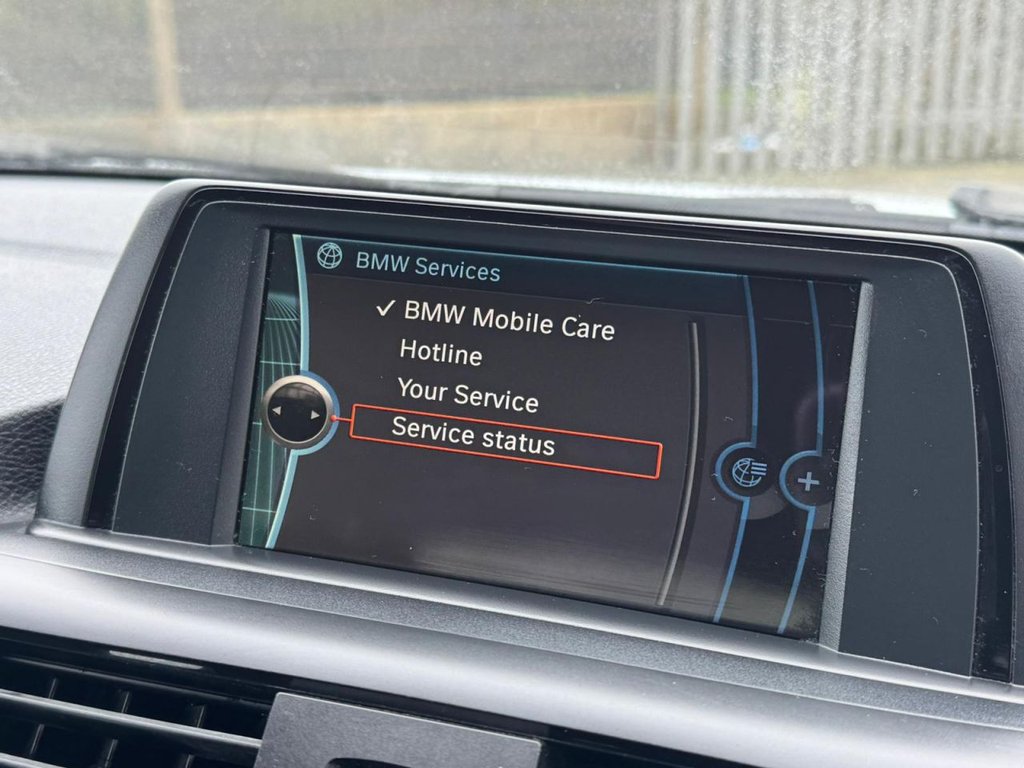 BMW Services
✓ BMW Mobile Care
Hotline
Your Service
Service status